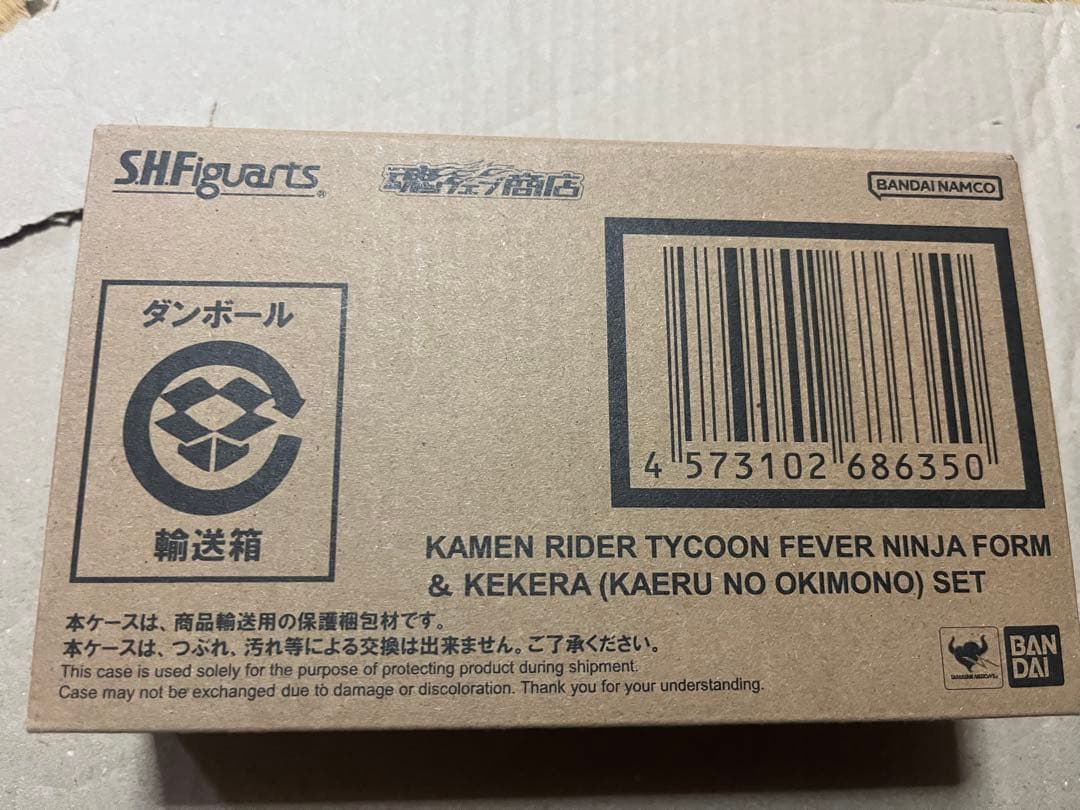 S.H.Figuarts®
魂ウェブ商店
BANDAI NAMCO
ダンボール
輸送箱
4 573102 686350
KAMEN RIDER TYCOON FEVER NINJA FORM
& KEKERA (KAERU NO OKIMONO) SET
本ケースは、商品輸送用の保護梱包材です。
本ケースは、つぶれ、汚れ等による交換は出来ません。ご了承ください。
This case is used solely for the purpose of protecting product during shipment.
Case may not be exchanged due to damage or discoloration. Thank you for your understanding.
BAN
DAI